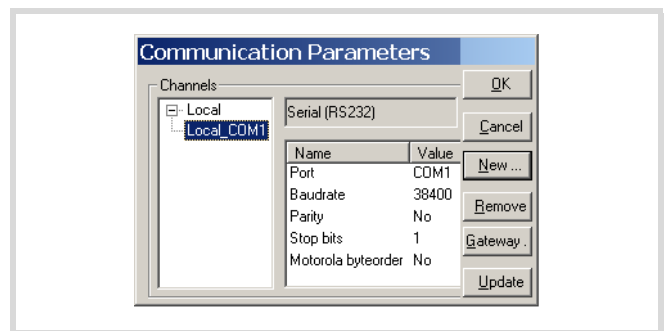 Communication Parameters
Channels
Local
Local_COM1
Serial (RS232)
Name Value
Port COM1
Baudrate 38400
Parity No
Stop bits 1
Motorola byteorder No
OK
Cancel
New ...
Remove
Gateway .
Update